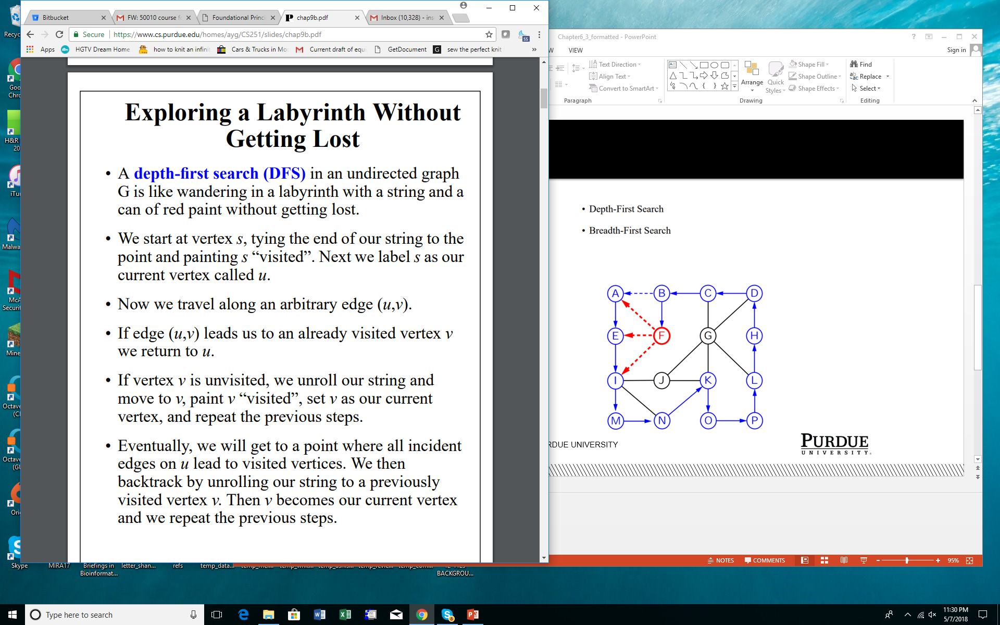 Bitbucket
FW: 50010 course f
Foundational Princi
chap9b.pdf
Inbox (10,328) - ins
Secure
https://www.cs.purdue.edu/homes/ayg/CS251/slides/chap9b.pdf
55
Apps
HGTV Dream Home
how to knit an infinit
Cars & Trucks in Mo
Current draft of equ
GetDocument
sew the perfect knit
»
Exploring a Labyrinth Without
Getting Lost
• A depth-first search (DFS) in an undirected graph
G is like wandering in a labyrinth with a string and a
can of red paint without getting lost.
• We start at vertex s, tying the end of our string to the
point and painting s “visited”. Next we label s as our
current vertex called u.
• Now we travel along an arbitrary edge (u,v).
• If edge (u,v) leads us to an already visited vertex v
we return to u.
• If vertex v is unvisited, we unroll our string and
move to v, paint v “visited”, set v as our current
vertex, and repeat the previous steps.
• Eventually, we will get to a point where all incident
edges on u lead to visited vertices. We then
backtrack by unrolling our string to a previously
visited vertex v. Then v becomes our current vertex
and we repeat the previous steps.
Chapter6_3_formatted - PowerPoint
?
W
VIEW
Sign in
Text Direction
Align Text
Convert to SmartArt
Paragraph
Arrange
Quick
Styles
Shape Fill
Shape Outline
Shape Effects
Drawing
Find
Replace
Select
Editing
• Depth-First Search
• Breadth-First Search
A B C D
E F G H
I J K L
M N O P
RDUE UNIVERSITY
PURDUE
UNIVERSITY
NOTES
COMMENTS
95%
Recyc
Goo
Chro
H&R
20
iTu
Malwa
McA
Securit
Mine
Octave
(CI
Octave
(GU
Ori
Skype
MIRA17
Briefings in
Bioinformat...
letter_shan...
refs
temp_data...
BACKGROU...
Type here to search
11:30 PM
5/7/2018